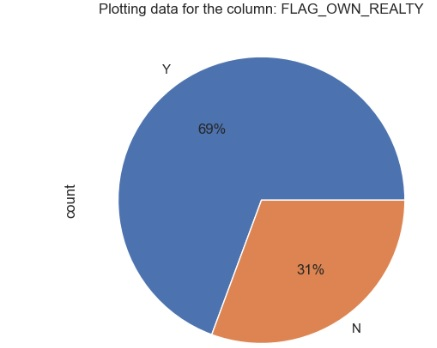 Plotting data for the column: FLAG_OWN_REALTY
Y
69%
count
31%
N